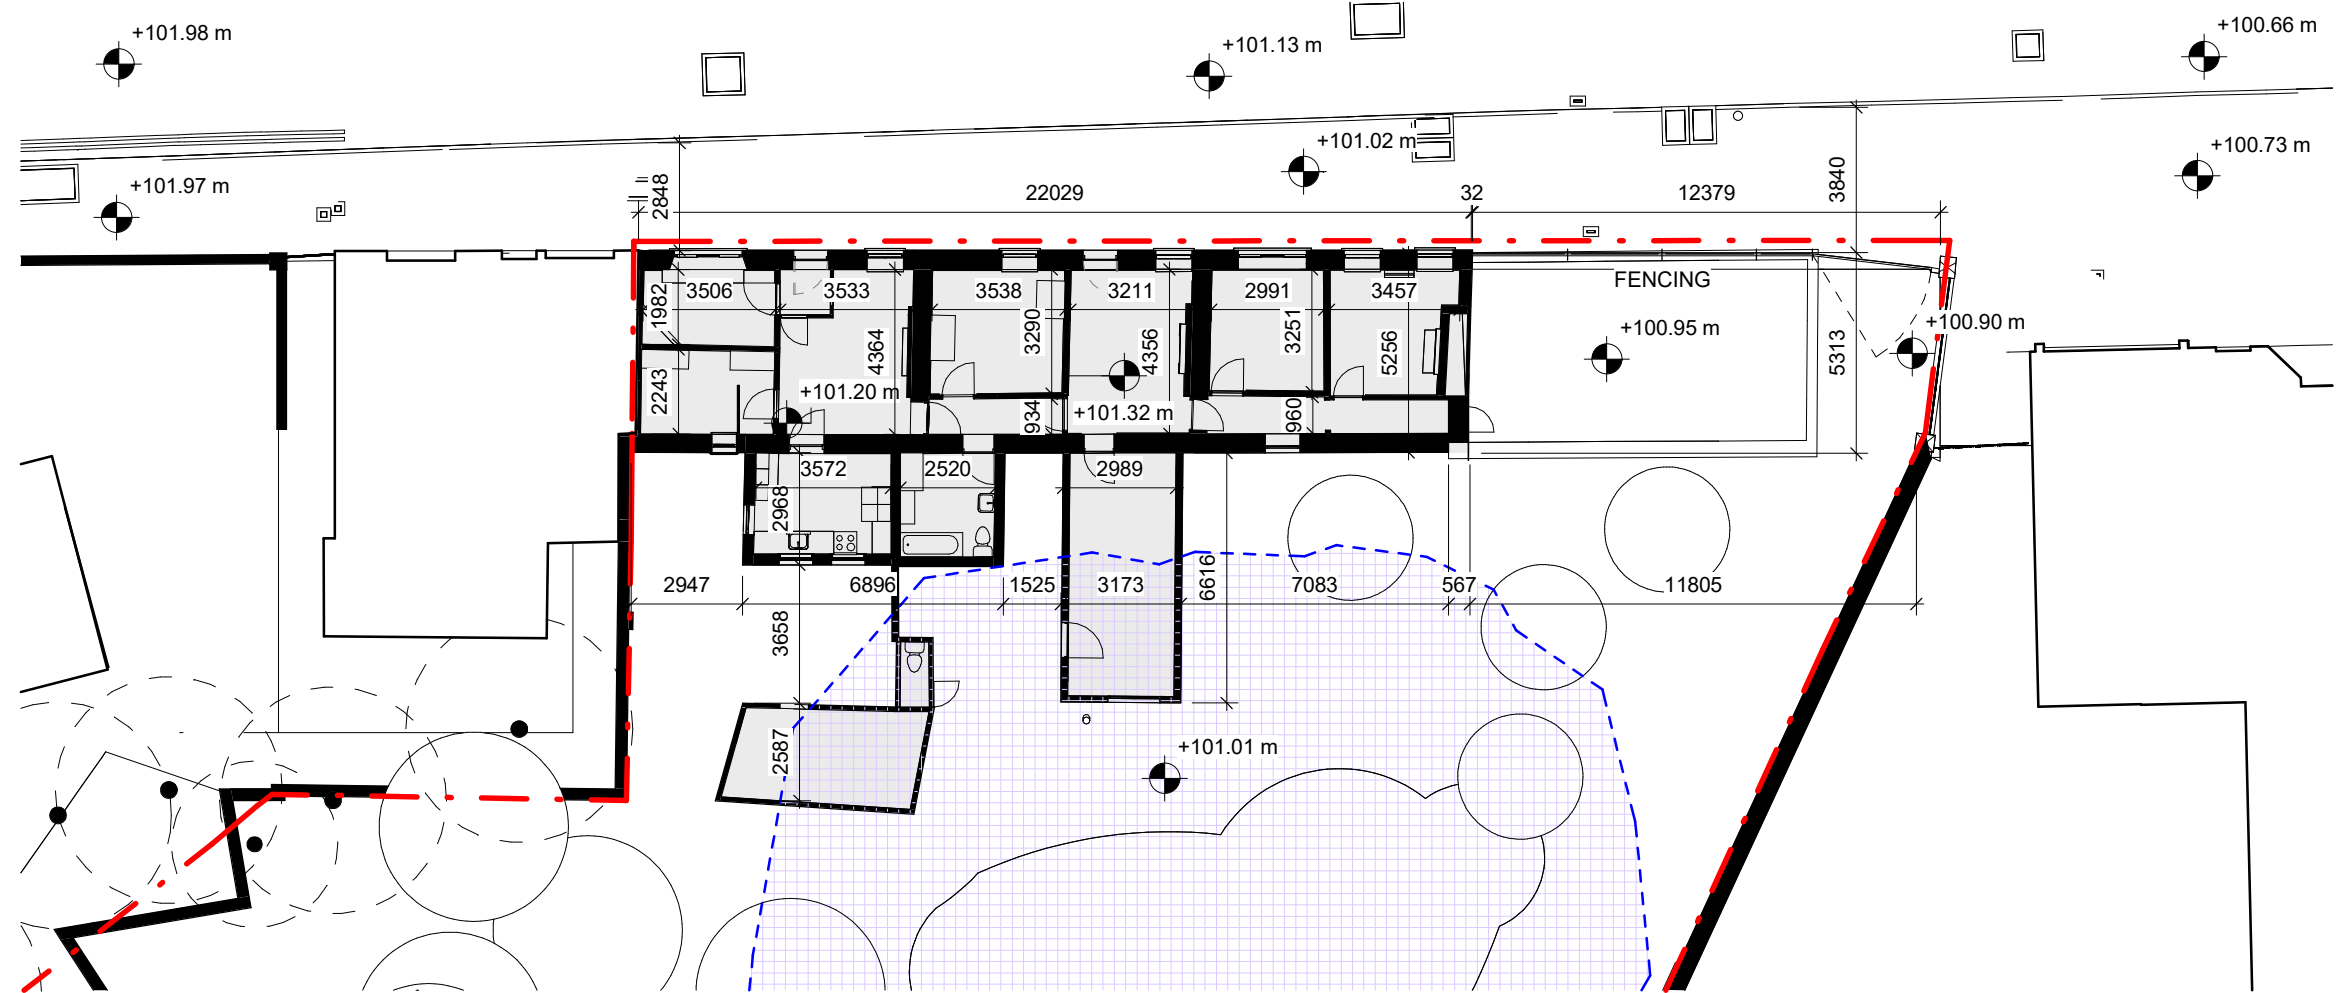 +101.98 m
+101.13 m
+100.66 m
+101.02 m
+100.73 m
+101.97 m
2848
22029
32
12379
3840
FENCING
3506
3533
3538
3211
2991
3457
1982
4364
3290
4356
3251
5256
+100.95 m
+100.90 m
5313
2243
+101.20 m
934
+101.32 m
960
3572
2520
2989
2968
2947
6896
1525
3173
6616
7083
567
11805
3658
2587
+101.01 m